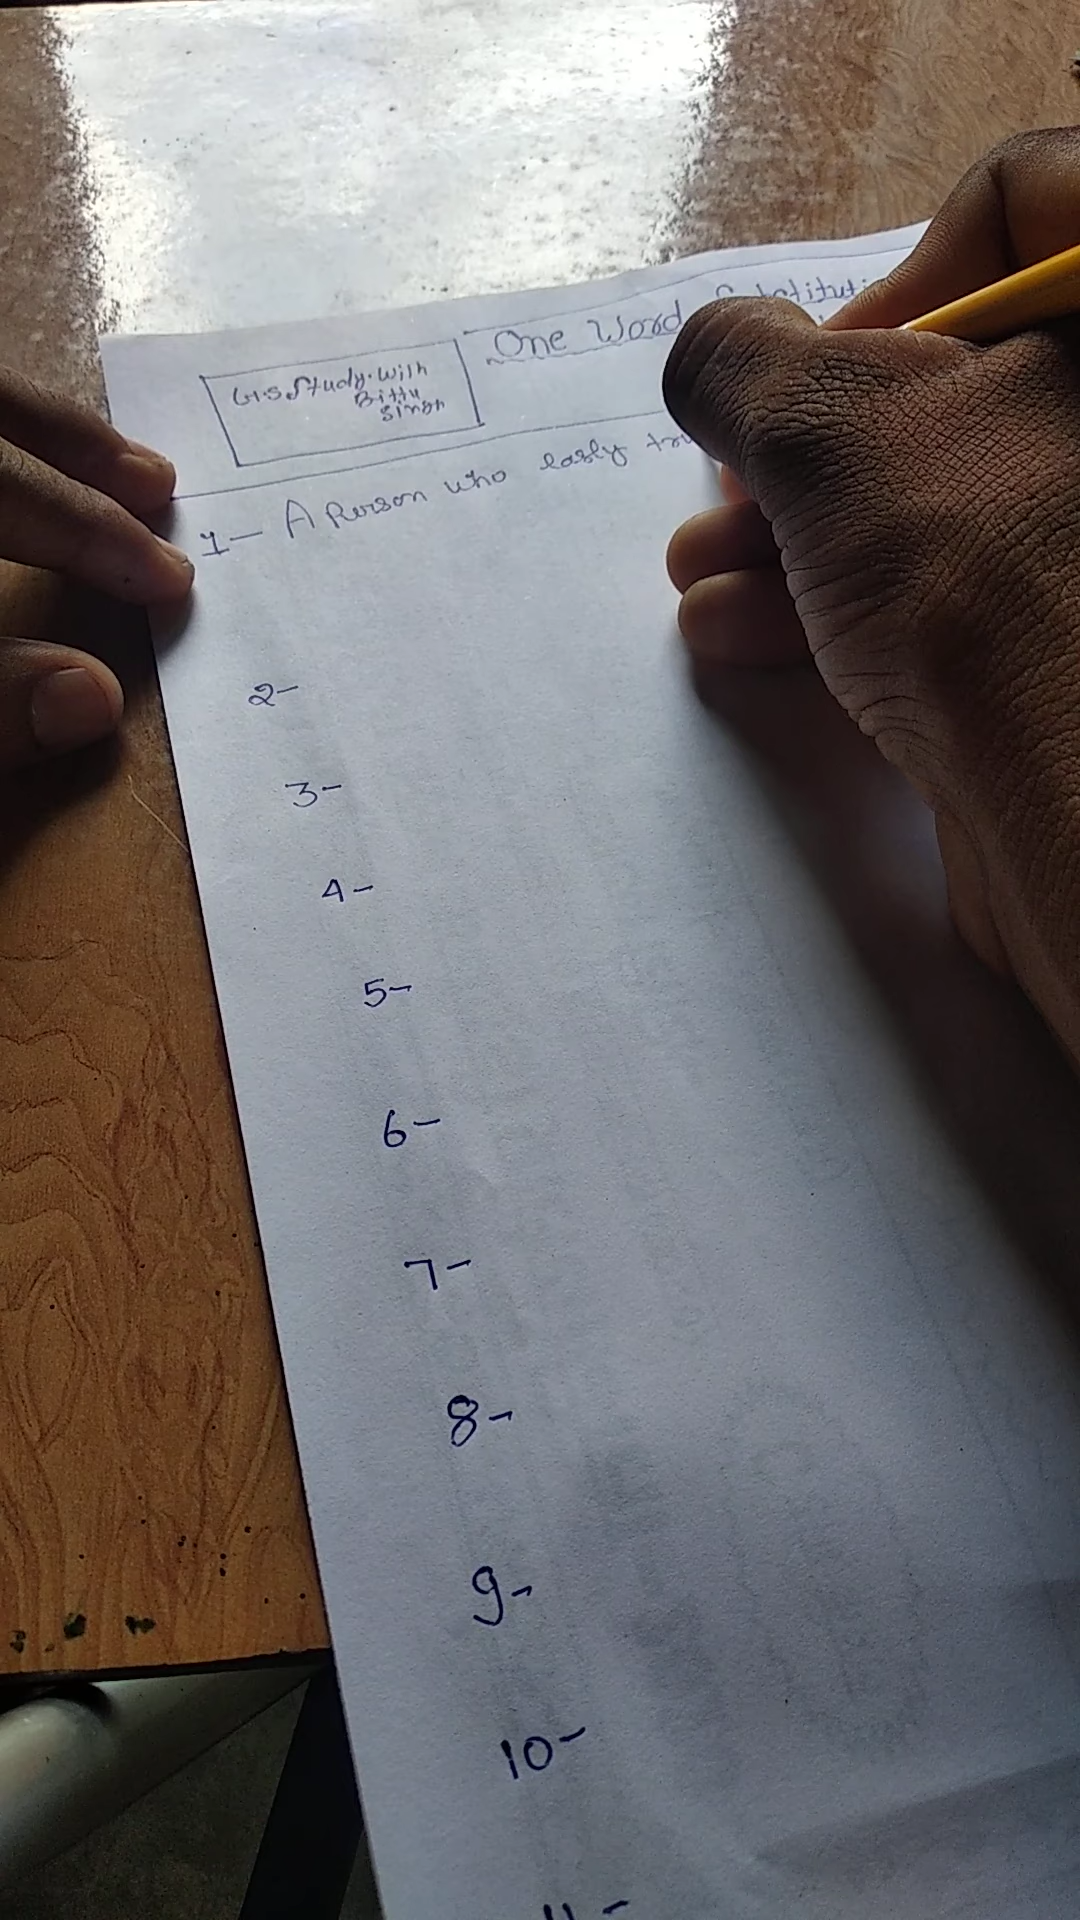 G.S Study. With
Bittu
Singh
One Word
1- A Person who easly
2-
3-
4-
5-
6-
7-
8-
9-
10-
11-